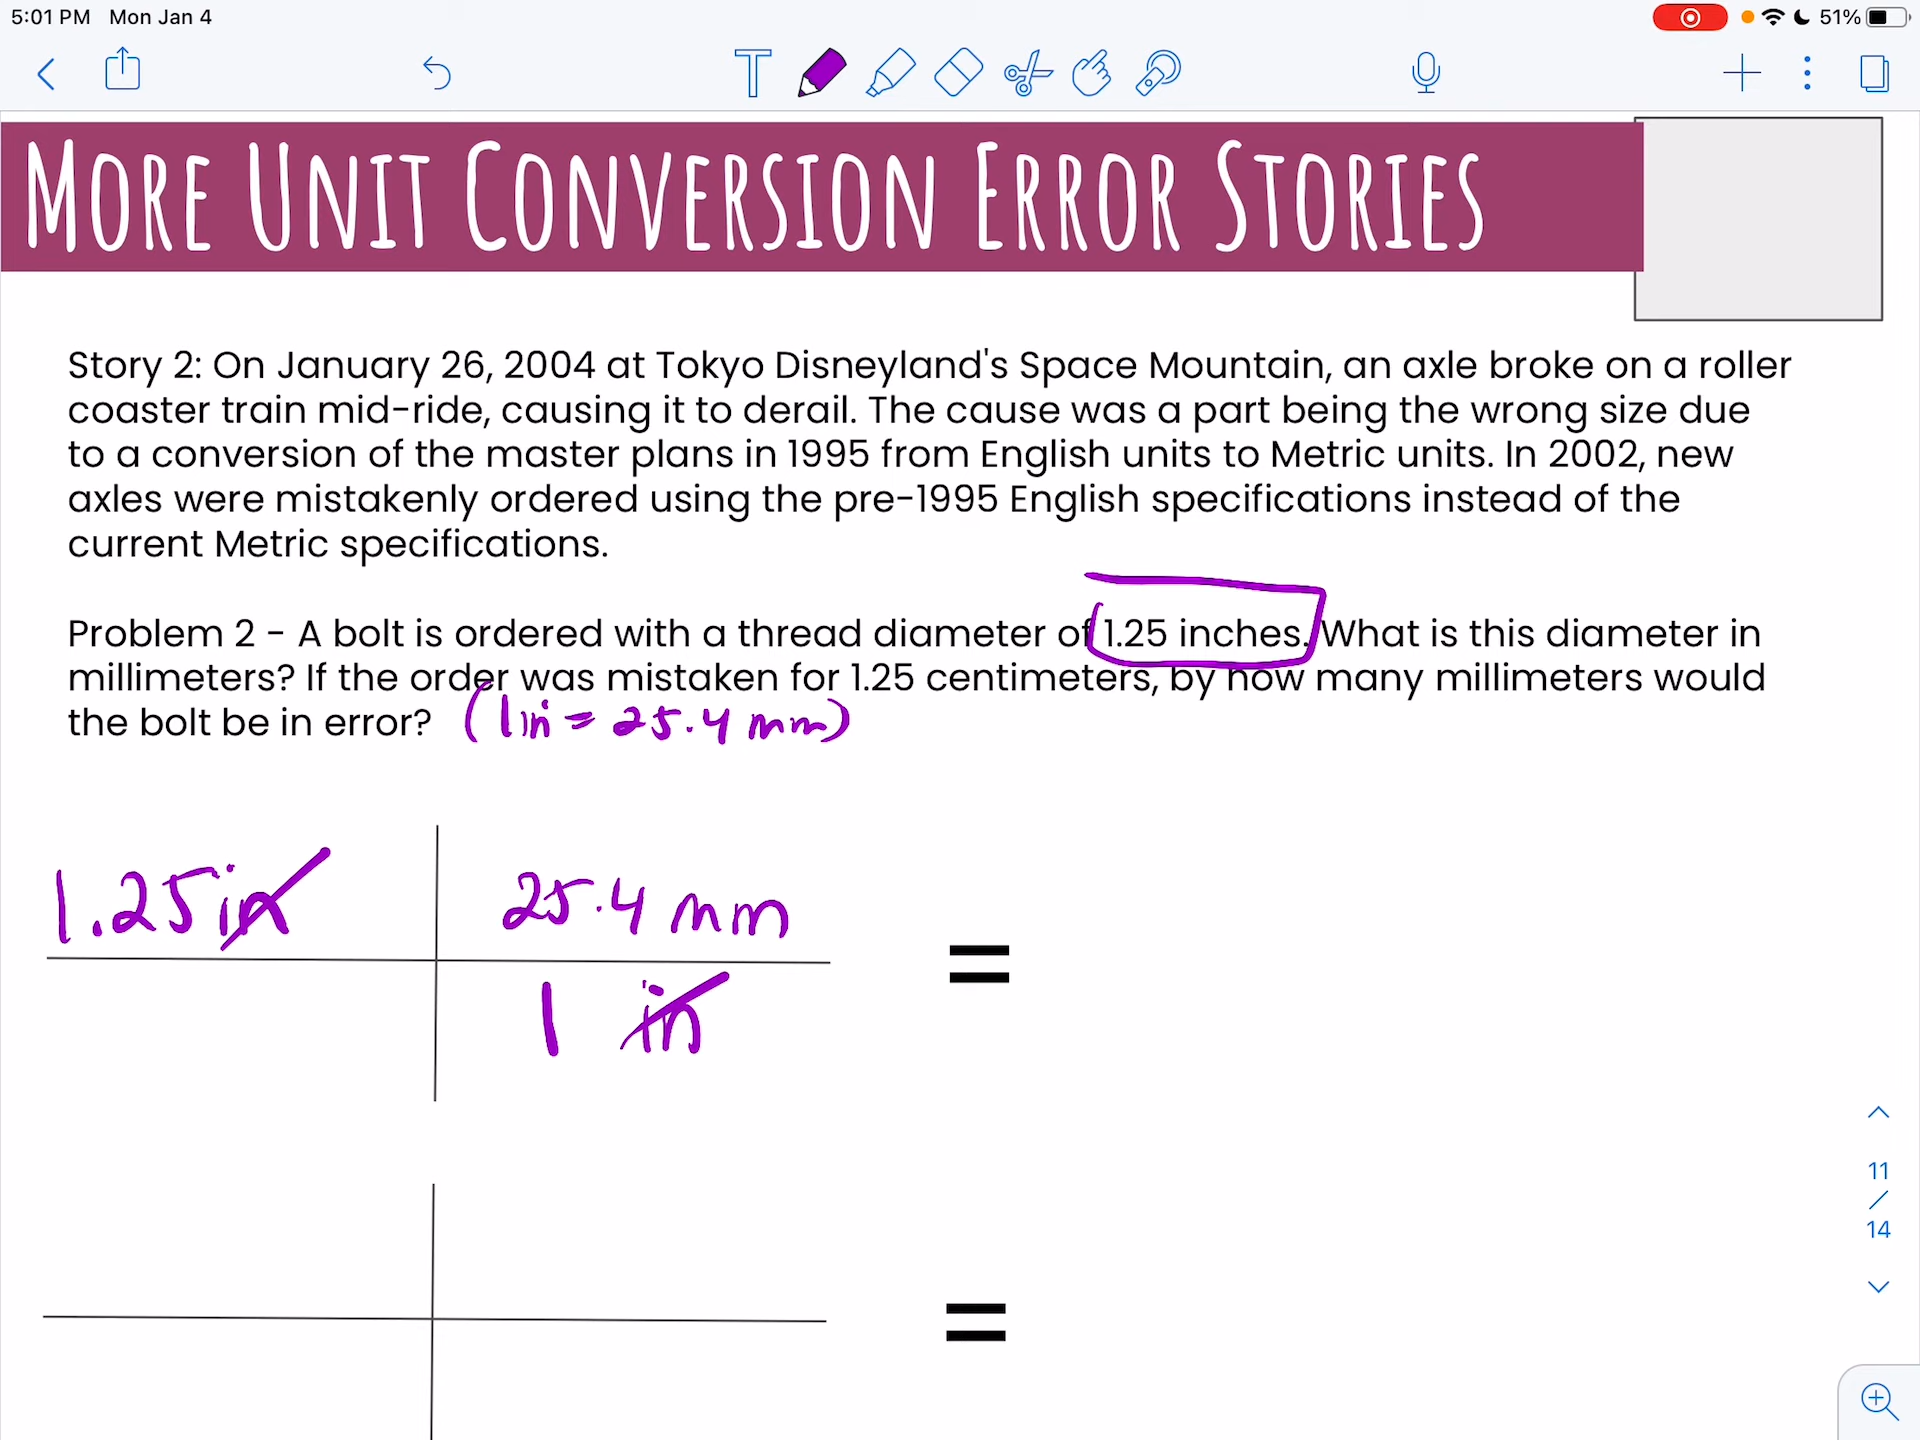 5:01 PM Mon Jan 4
51%
T
MORE UNIT CONVERSION ERROR STORIES
Story 2: On January 26, 2004 at Tokyo Disneyland's Space Mountain, an axle broke on a roller
coaster train mid-ride, causing it to derail. The cause was a part being the wrong size due
to a conversion of the master plans in 1995 from English units to Metric units. In 2002, new
axles were mistakenly ordered using the pre-1995 English specifications instead of the
current Metric specifications.
Problem 2 - A bolt is ordered with a thread diameter of 1.25 inches. What is this diameter in
millimeters? If the order was mistaken for 1.25 centimeters, by how many millimeters would
the bolt be in error? (1in = 25.4 mm)
1.25in 25.4 mm
=
1 in
11
/
14
=